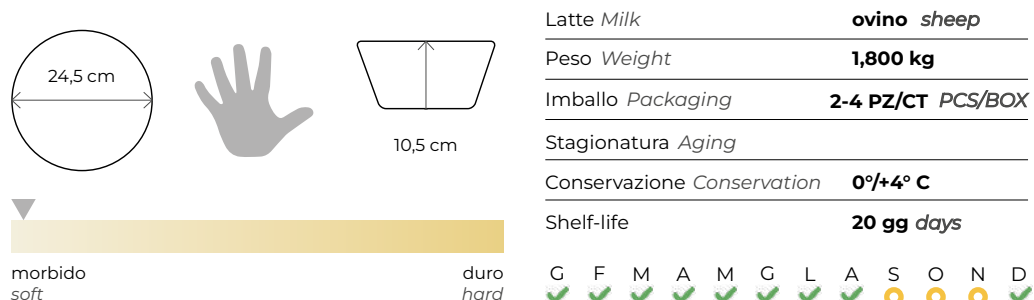 24,5 cm
10,5 cm
morbido
soft
duro
hard
Latte Milk ovino sheep
Peso Weight 1,800 kg
Imballo Packaging 2-4 PZ/CT PCS/BOX
Stagionatura Aging
Conservazione Conservation 0°/+4° C
Shelf-life 20 gg days
G F M A M G L A S O N D